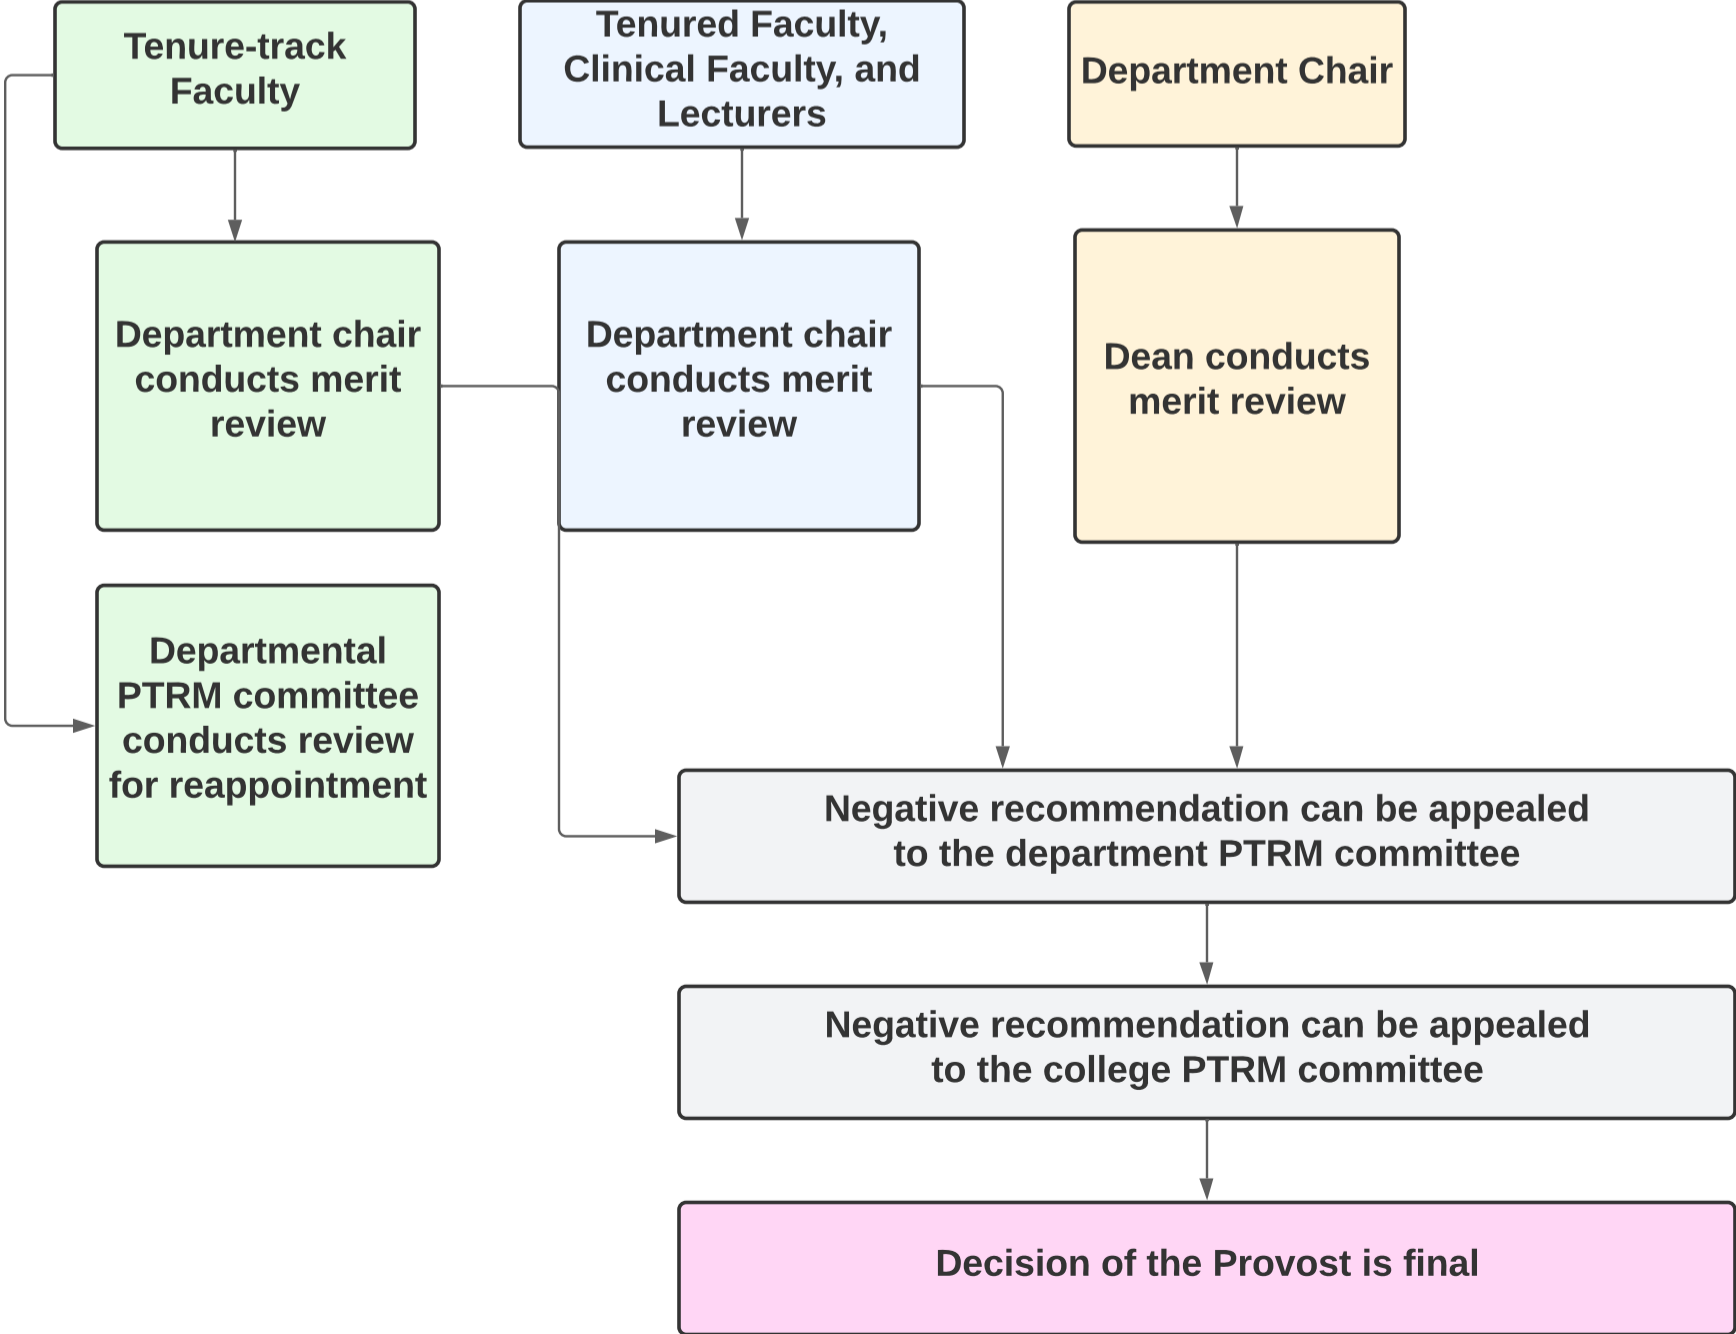 Tenure-track
Faculty
Tenured Faculty,
Clinical Faculty, and
Lecturers
Department Chair
Department chair
conducts merit
review
Department chair
conducts merit
review
Dean conducts
merit review
Departmental
PTRM committee
conducts review
for reappointment
Negative recommendation can be appealed
to the department PTRM committee
Negative recommendation can be appealed
to the college PTRM committee
Decision of the Provost is final